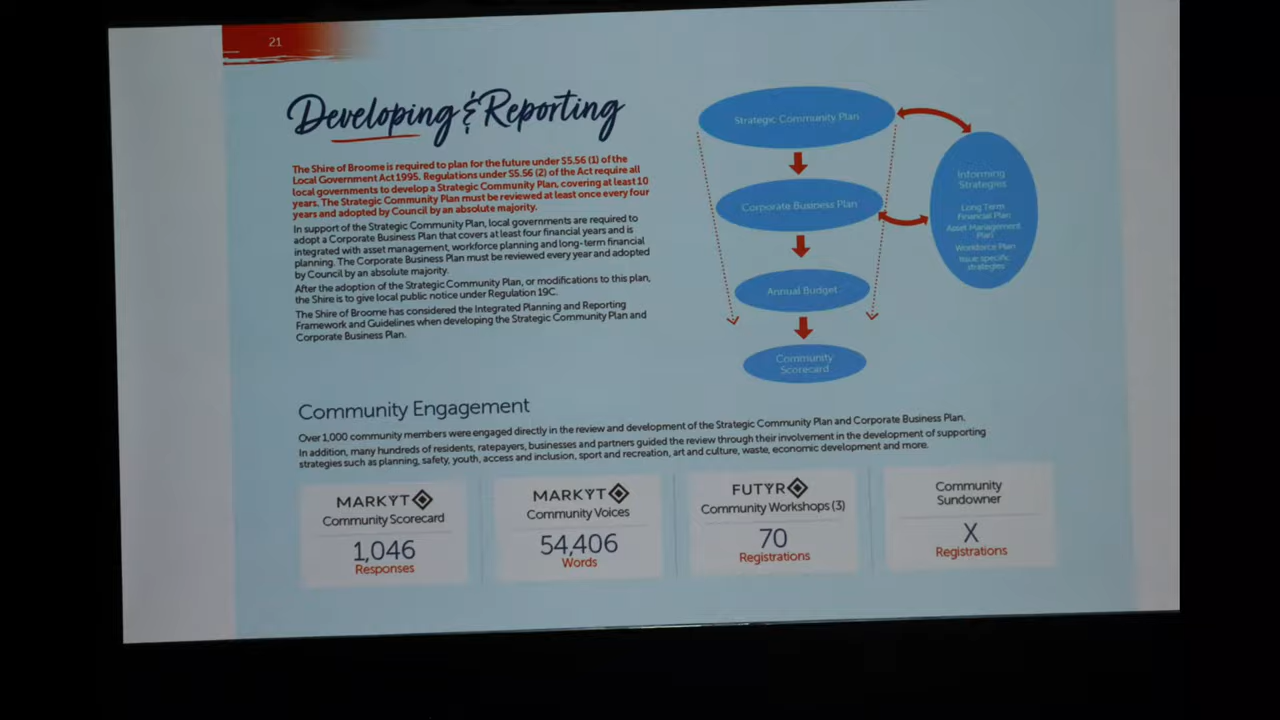 21
Developing & Reporting
The Shire of Broome is required to plan for the future under S5.56 (1) of the
Local Government Act 1995. Regulations under S5.56 (2) of the Act require all
local governments to develop a Strategic Community Plan, covering at least 10
years. The Strategic Community Plan must be reviewed at least once every four
years and adopted by Council by an absolute majority.
In support of the Strategic Community Plan, local governments are required to
adopt a Corporate Business Plan that covers at least four financial years and is
integrated with asset management, workforce planning and long-term financial
planning. The Corporate Business Plan must be reviewed every year and adopted
by Council by an absolute majority.
After the adoption of the Strategic Community Plan, or modifications to this plan,
the Shire is to give local public notice under Regulation 19C.
The Shire of Broome has considered the Integrated Planning and Reporting
Framework and Guidelines when developing the Strategic Community Plan and
Corporate Business Plan.
Strategic Community Plan
Corporate Business Plan
Annual Budget
Community
Scorecard
Informing
Strategies
Long Term
Financial Plan
Asset Management
Plan
Workforce Plan
Issue specific
strategies
Community Engagement
Over 1,000 community members were engaged directly in the review and development of the Strategic Community Plan and Corporate Business Plan.
In addition, many hundreds of residents, ratepayers, businesses and partners guided the review through their involvement in the development of supporting
strategies such as planning, safety, youth, access and inclusion, sport and recreation, art and culture, waste, economic development and more.
MARKYT
Community Scorecard
1,046
Responses
MARKYT
Community Voices
54,406
Words
FUTYR
Community Workshops (3)
70
Registrations
Community
Sundowner
X
Registrations